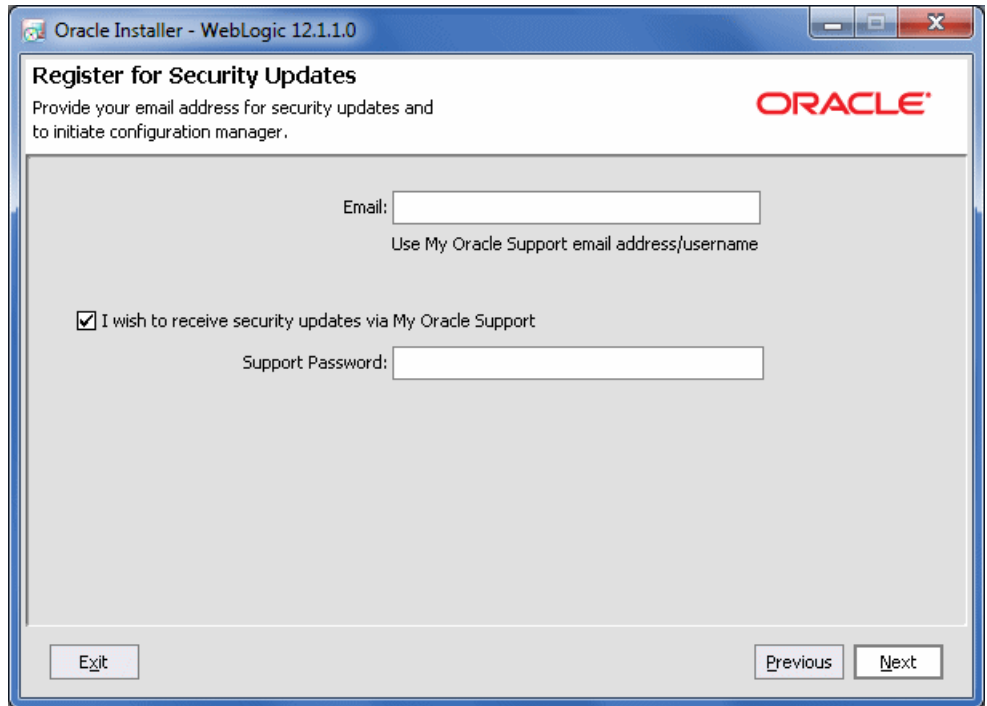 Oracle Installer - WebLogic 12.1.1.0
Register for Security Updates
Provide your email address for security updates and
to initiate configuration manager.
ORACLE
Email:
Use My Oracle Support email address/username
I wish to receive security updates via My Oracle Support
Support Password:
Exit
Previous
Next